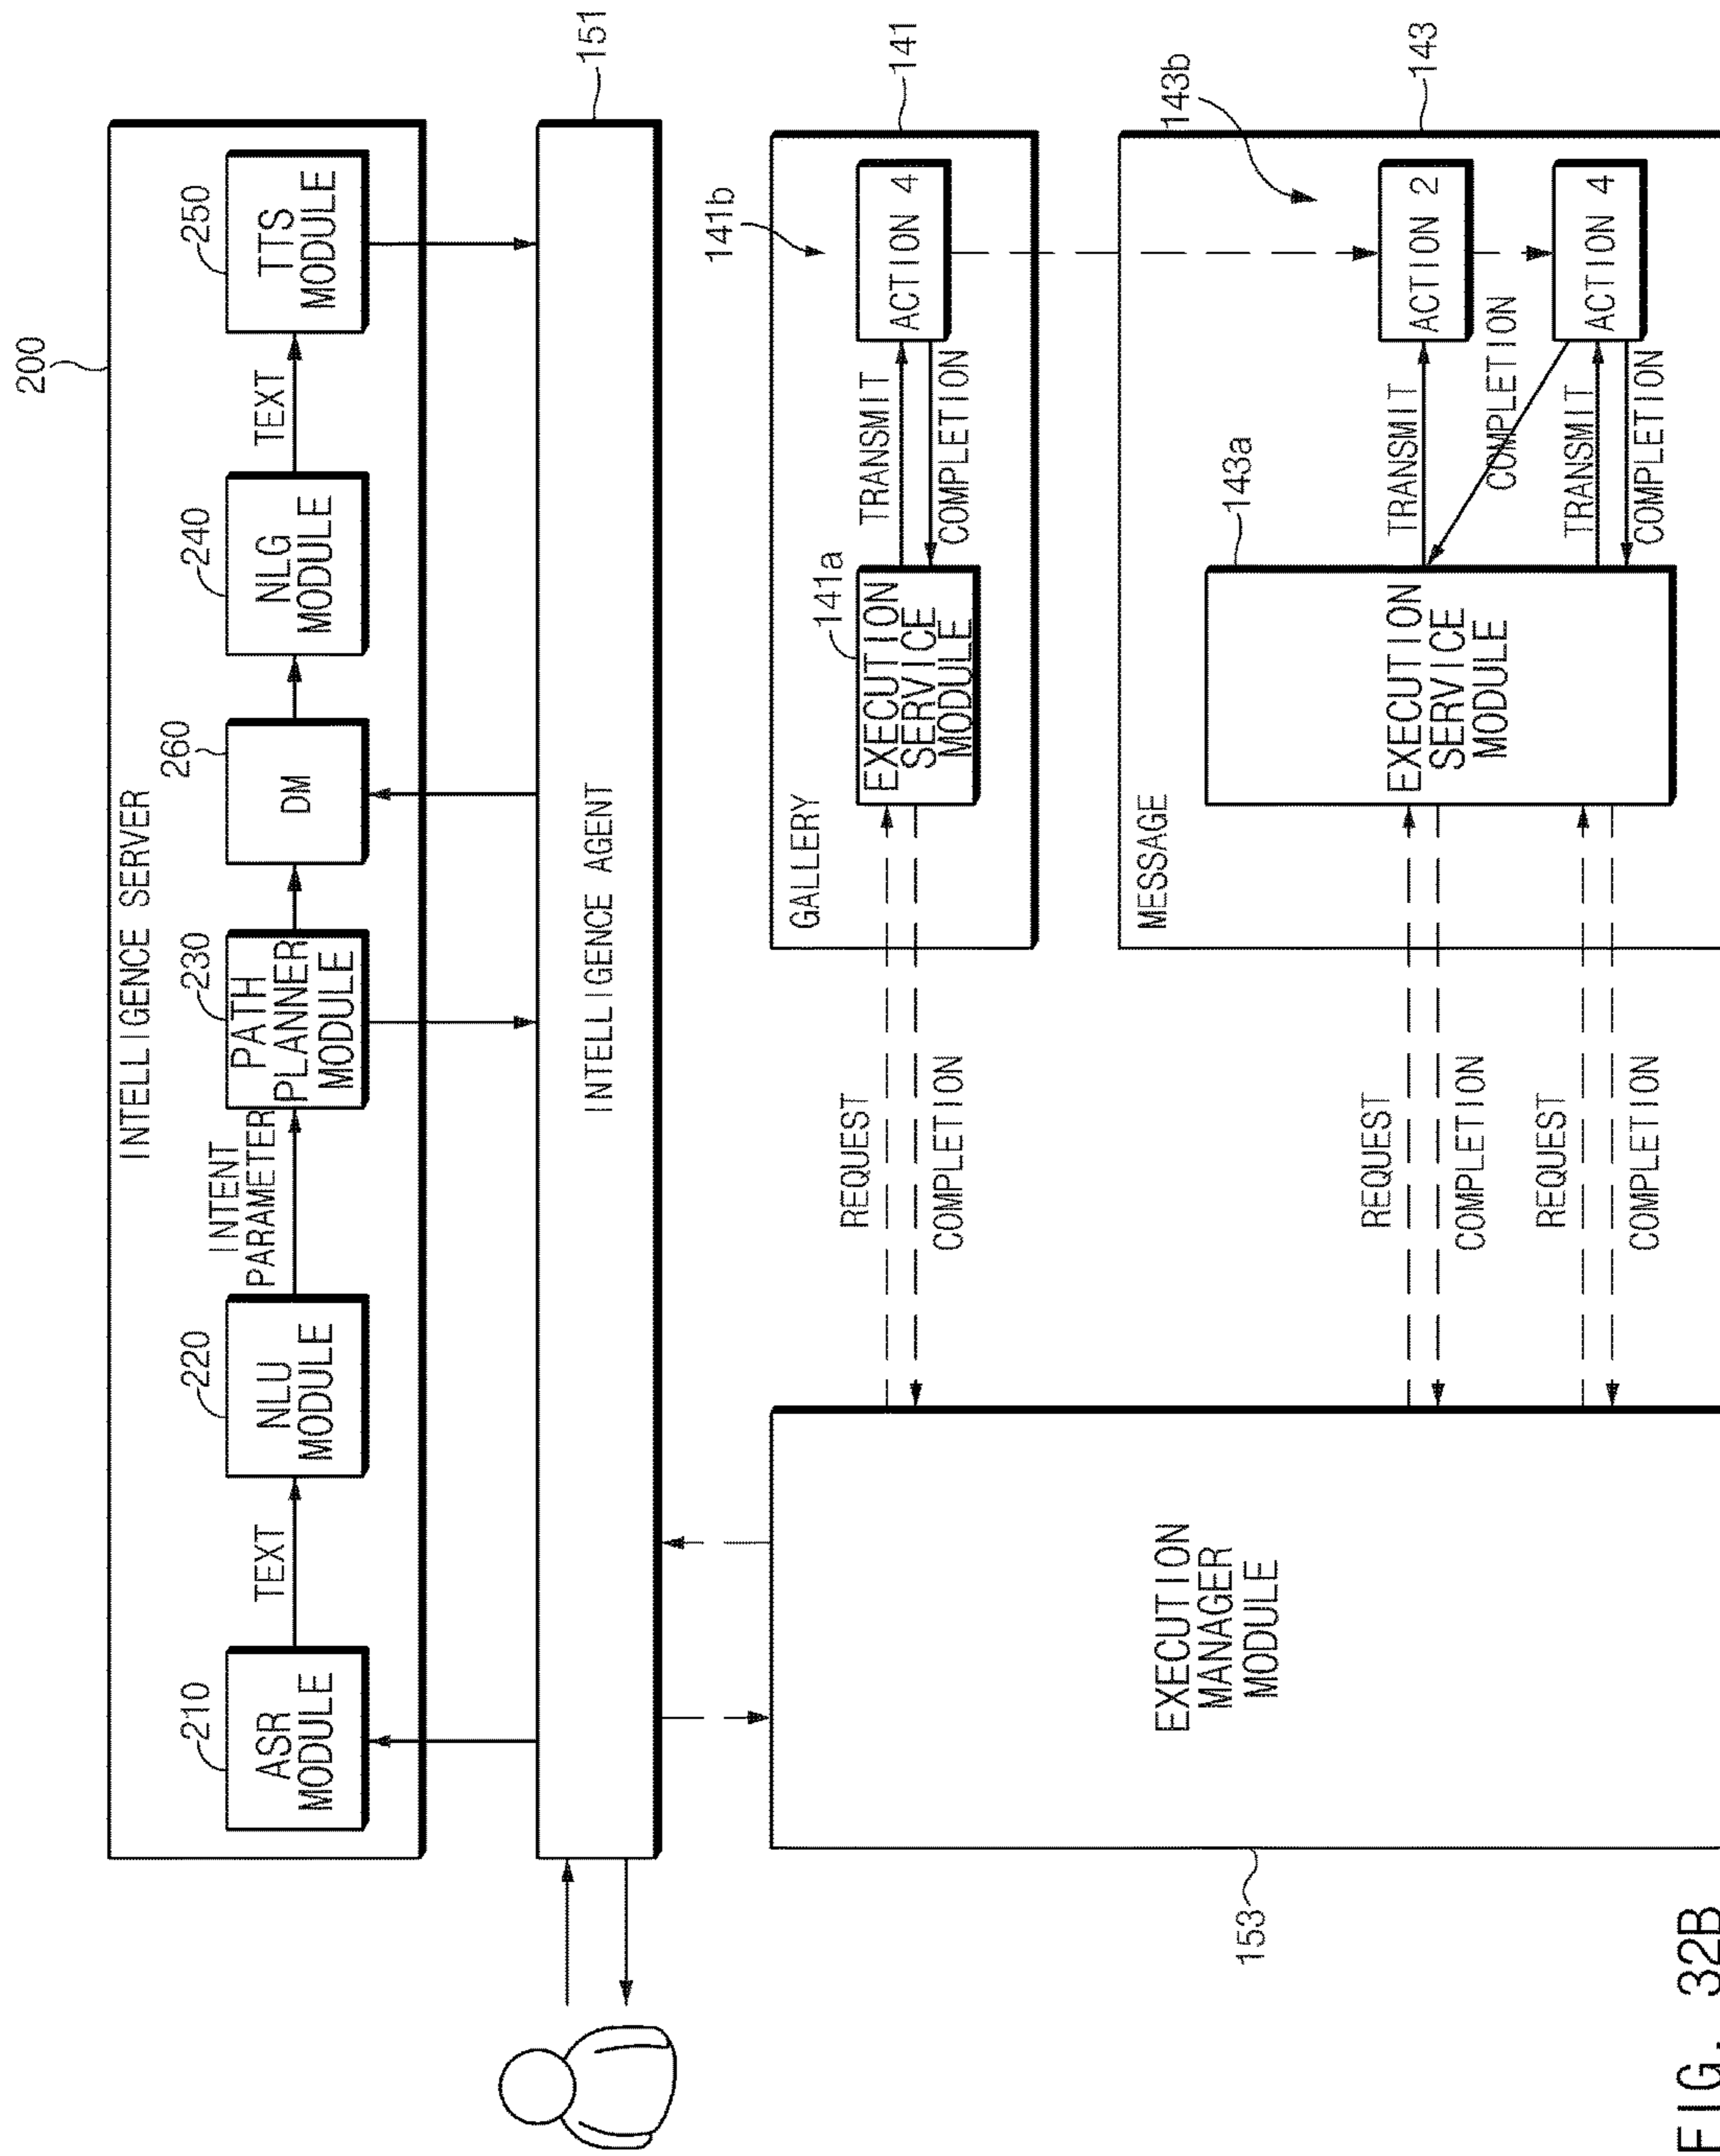 FIG. 32B
200
INTELLIGENCE SERVER
210
ASR
MODULE
TEXT
220
NLU
MODULE
INTENT
PARAMETER
230
PATH
PLANNER
MODULE
260
DM
240
NLG
MODULE
TEXT
250
TTS
MODULE
INTELLIGENCE AGENT
151
153
EXECUTION
MANAGER
MODULE
REQUEST
COMPLETION
GALLERY
141
141a
EXECUTION
SERVICE
MODULE
TRANSMIT
COMPLETION
141b
ACTION 4
REQUEST
COMPLETION
REQUEST
COMPLETION
MESSAGE
143
143a
EXECUTION
SERVICE
MODULE
TRANSMIT
COMPLETION
TRANSMIT
COMPLETION
143b
ACTION 2
ACTION 4